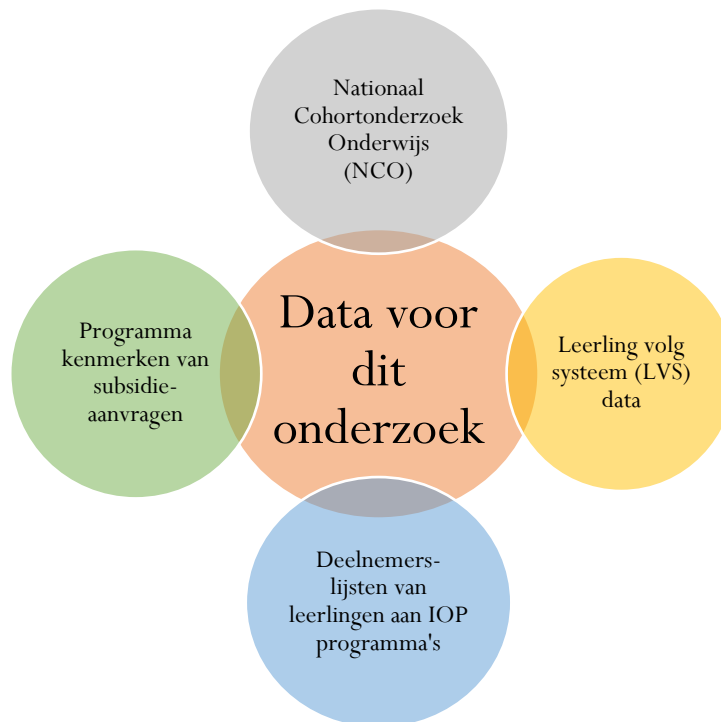 Nationaal
Cohortonderzoek
Onderwijs
(NCO)
Programma
kenmerken van
subsidie-
aanvragen
Data voor
dit
onderzoek
Leerling volg
systeem (LVS)
data
Deelnemers-
lijsten van
leerlingen aan IOP
programma's